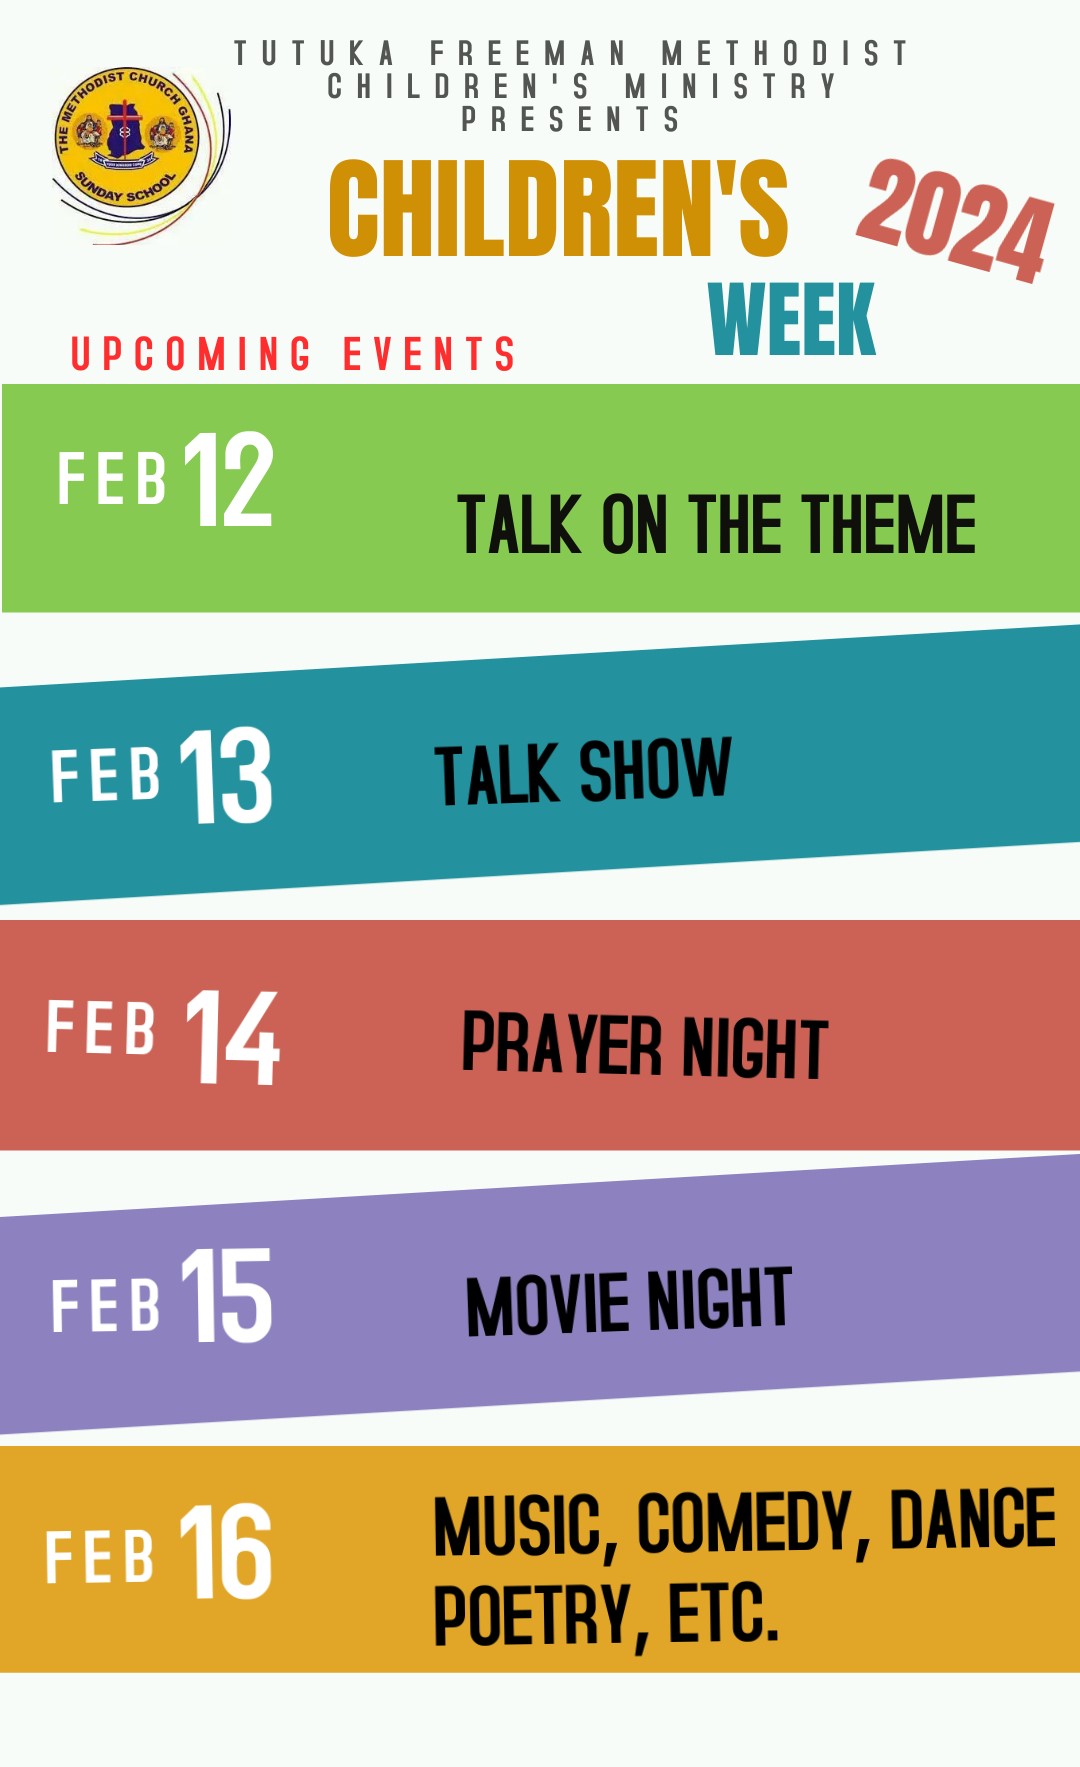 TUTUKA FREEMAN METHODIST
CHILDREN'S MINISTRY
PRESENTS
THE METHODIST CHURCH GHANA
SUNDAY SCHOOL
CHILDREN'S
2024
WEEK
UPCOMING EVENTS
FEB 12
TALK ON THE THEME
FEB 13
TALK SHOW
FEB 14
PRAYER NIGHT
FEB 15
MOVIE NIGHT
FEB 16
MUSIC, COMEDY, DANCE
POETRY, ETC.